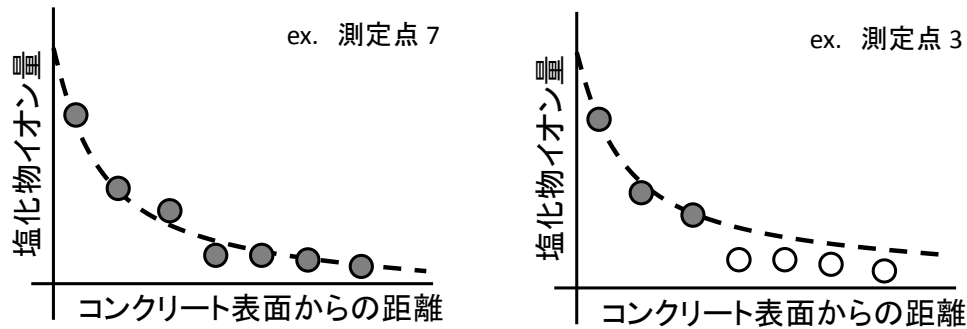 ex. 測定点 7
塩化物イオン量
コンクリート表面からの距離
ex. 測定点 3
塩化物イオン量
コンクリート表面からの距離